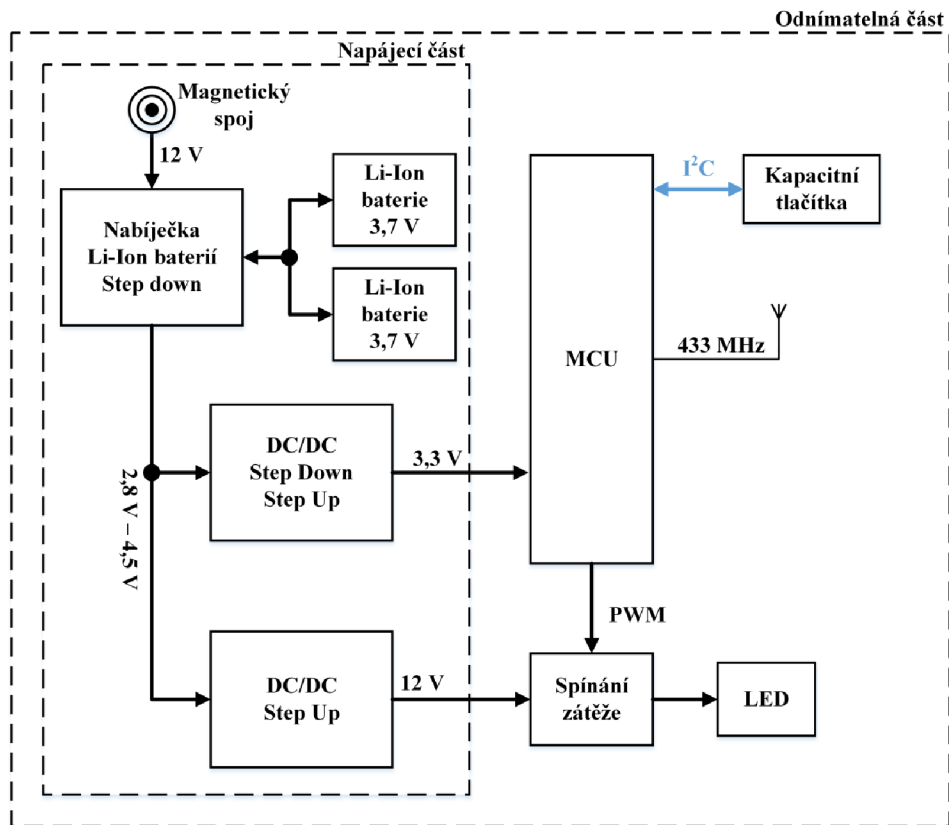 Odnímatelná část
Napájecí část
Magnetický
spoj
12 V
Nabíječka
Li-Ion baterií
Step down
Li-Ion
baterie
3,7 V
Li-Ion
baterie
3,7 V
MCU
I²C
Kapacitní
tlačítka
433 MHz
2,8 V – 4,5 V
DC/DC
Step Down
Step Up
3,3 V
DC/DC
Step Up
12 V
PWM
Spínání
zátěže
LED